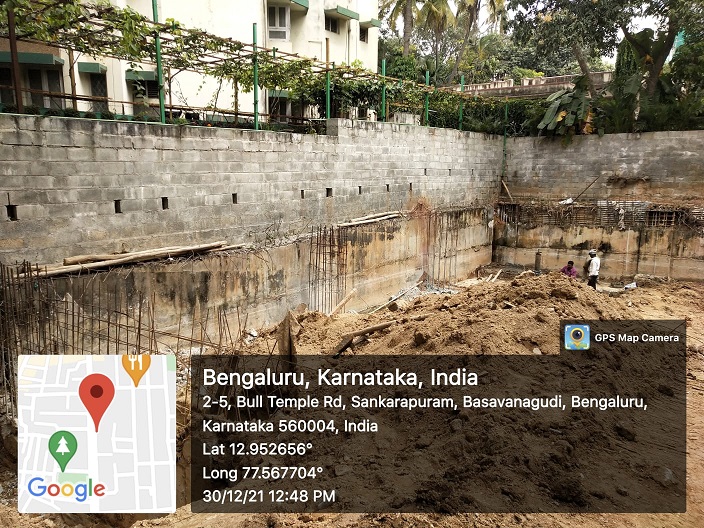 GPS Map Camera
Bengaluru, Karnataka, India
2-5, Bull Temple Rd, Sankarapuram, Basavanagudi, Bengaluru,
Karnataka 560004, India
Lat 12.952656°
Long 77.567704°
30/12/21 12:48 PM
Google